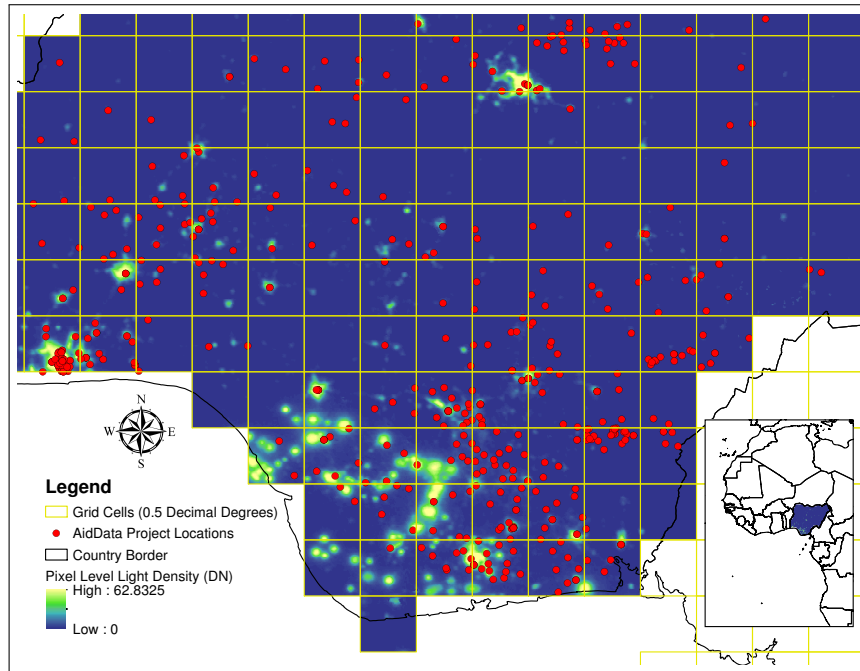 N
W E
S
Legend
Grid Cells (0.5 Decimal Degrees)
AidData Project Locations
Country Border
Pixel Level Light Density (DN)
High : 62.8325
Low : 0